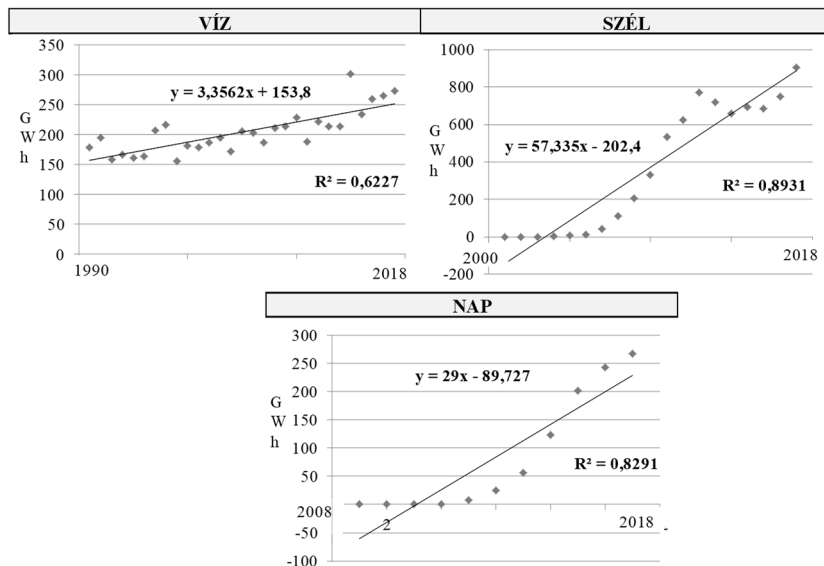 VÍZ
350
300
250
200
150
100
50
0
G
W
h
y = 3,3562x + 153,8
R² = 0,6227
1990
2018
SZÉL
1000
800
600
400
200
0
-200
G
W
h
y = 57,335x - 202,4
R² = 0,8931
2000
2018
NAP
300
250
200
150
100
50
-50
-100
G
W
h
y = 29x - 89,727
R² = 0,8291
2008
2
2018